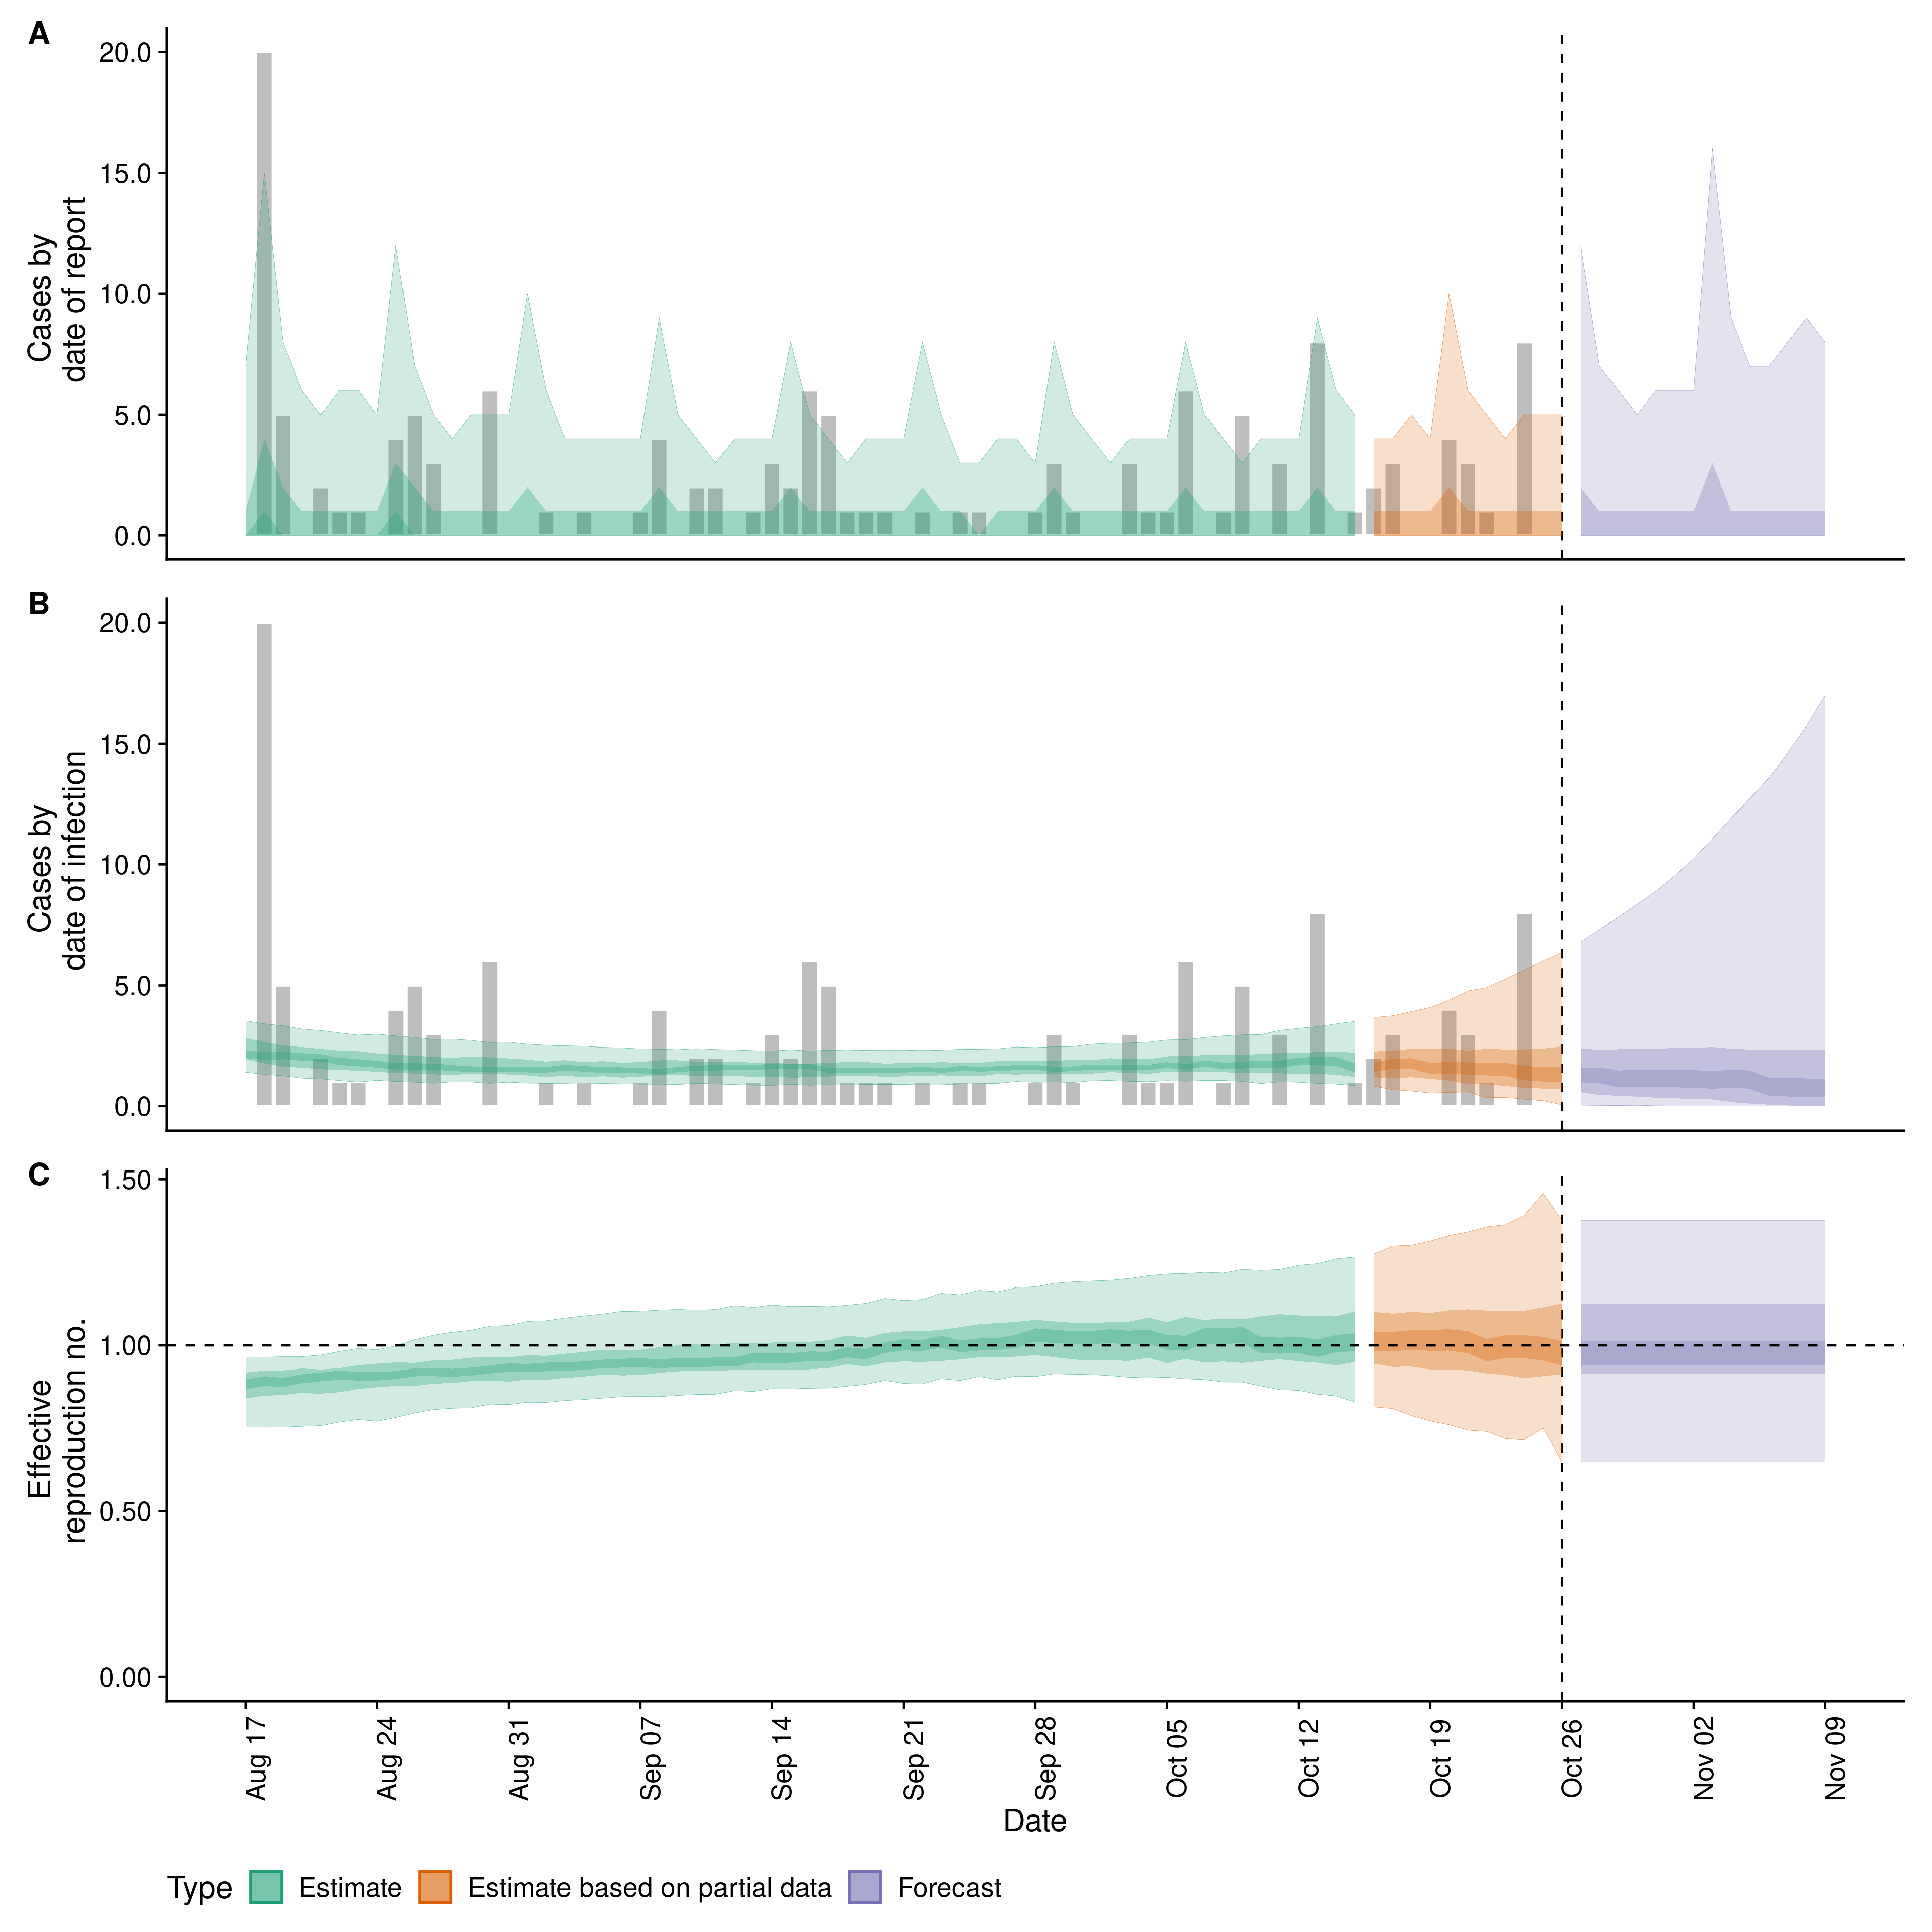 A
20.0
15.0
10.0
5.0
0.0
Cases by
date of report
B
20.0
15.0
10.0
5.0
0.0
Cases by
date of infection
C
1.50
1.00
0.50
0.00
Effective
reproduction no.
Aug 17
Aug 24
Aug 31
Sep 07
Sep 14
Sep 21
Sep 28
Oct 05
Oct 12
Oct 19
Oct 26
Nov 02
Nov 09
Date
Type Estimate Estimate based on partial data Forecast